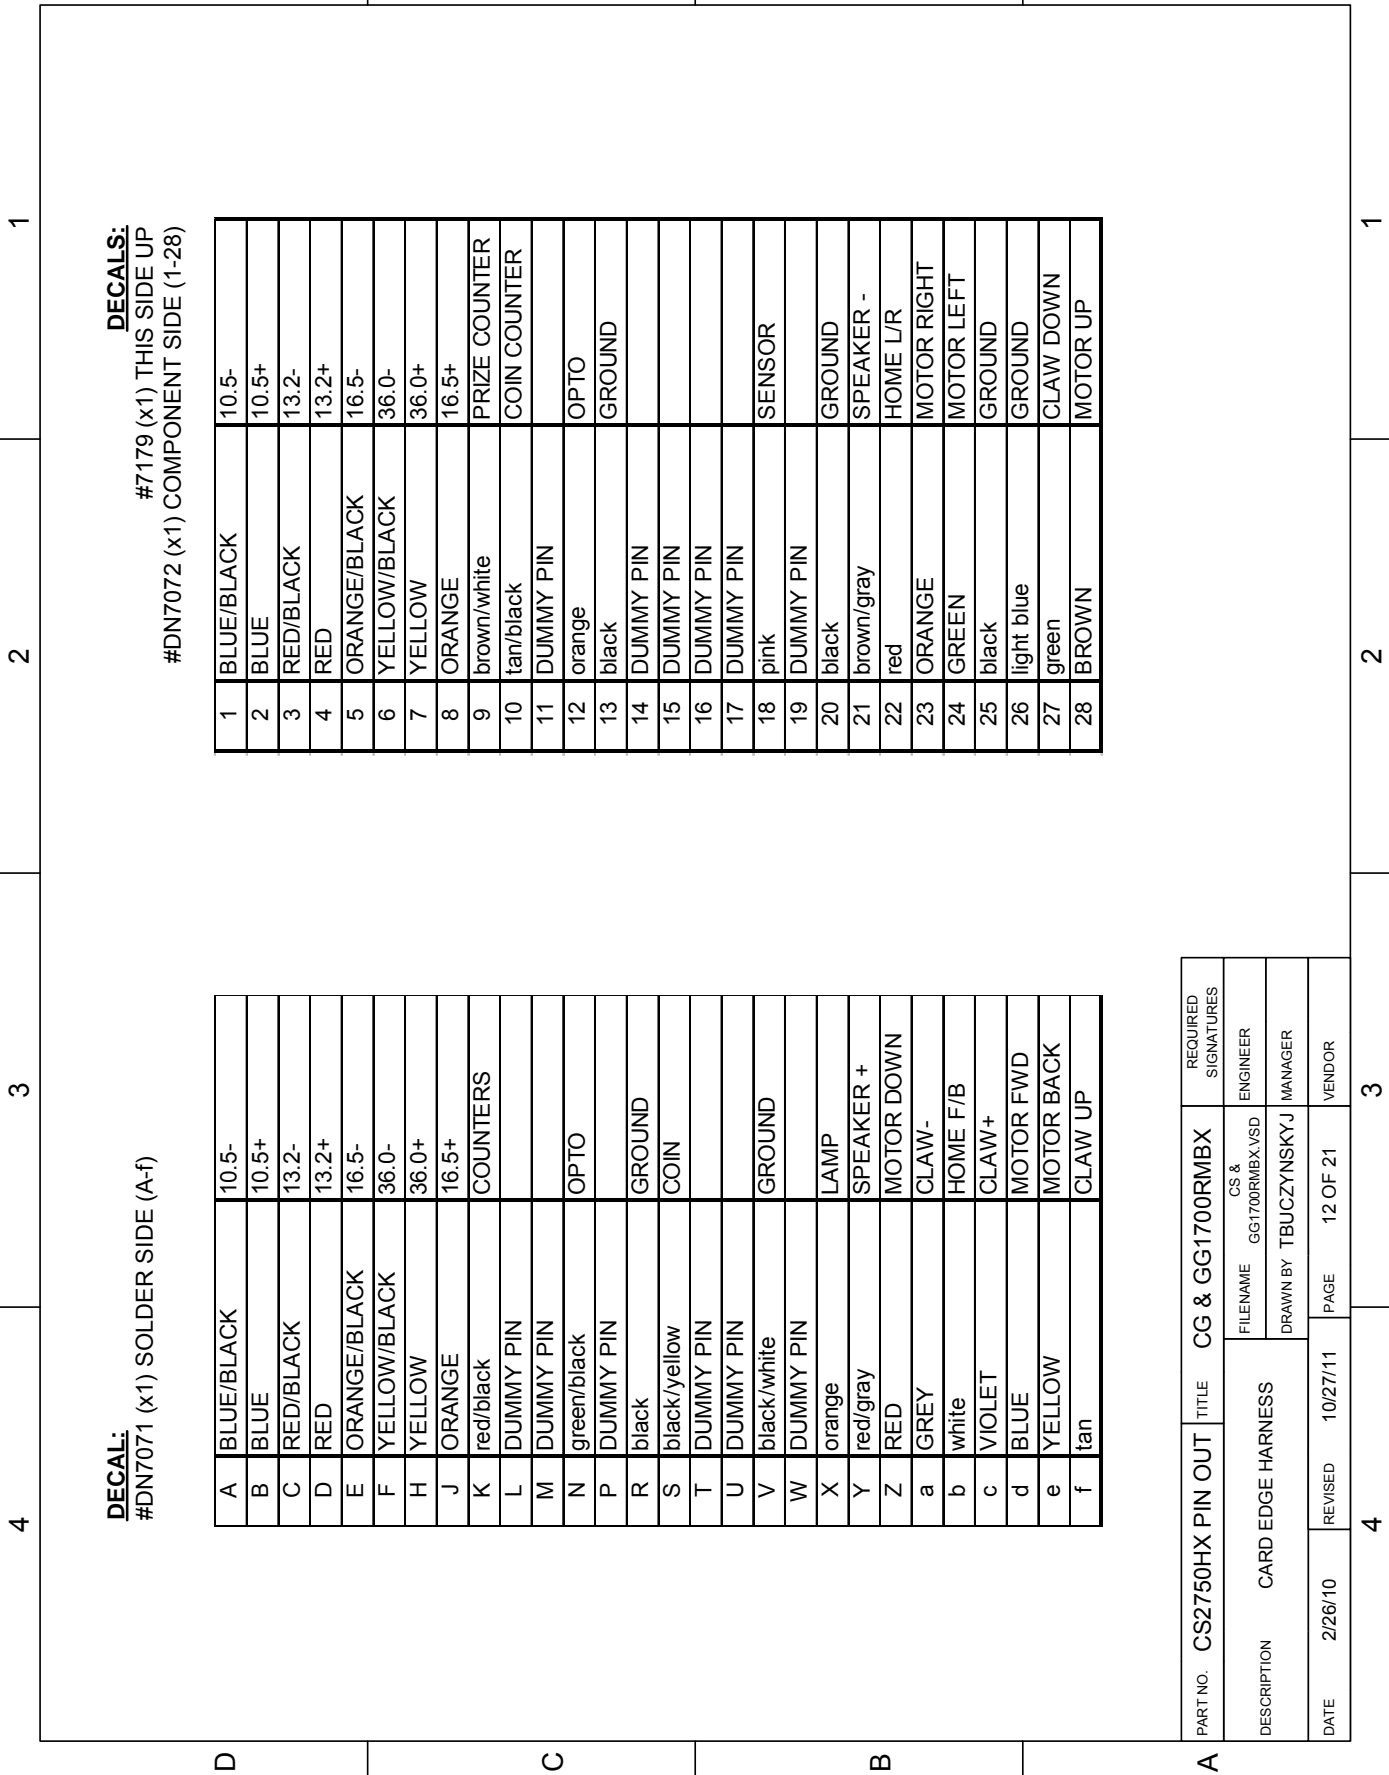 4 3 2 1
DECAL:
#DN7071 (x1) SOLDER SIDE (A-f)
A BLUE/BLACK 10.5-
B BLUE 10.5+
C RED/BLACK 13.2-
D RED 13.2+
E ORANGE/BLACK 16.5-
F YELLOW/BLACK 36.0-
H YELLOW 36.0+
J ORANGE 16.5+
K red/black COUNTERS
L DUMMY PIN
M DUMMY PIN
N green/black OPTO
P DUMMY PIN
R black GROUND
S black/yellow COIN
T DUMMY PIN
U DUMMY PIN
V black/white GROUND
W DUMMY PIN
X orange LAMP
Y red/gray SPEAKER +
Z RED MOTOR DOWN
a GREY CLAW-
b white HOME F/B
c VIOLET CLAW+
d BLUE MOTOR FWD
e YELLOW MOTOR BACK
f tan CLAW UP
DECALS:
#7179 (x1) THIS SIDE UP
#DN7072 (x1) COMPONENT SIDE (1-28)
1 BLUE/BLACK 10.5-
2 BLUE 10.5+
3 RED/BLACK 13.2-
4 RED 13.2+
5 ORANGE/BLACK 16.5-
6 YELLOW/BLACK 36.0-
7 YELLOW 36.0+
8 ORANGE 16.5+
9 brown/white PRIZE COUNTER
10 tan/black COIN COUNTER
11 DUMMY PIN
12 orange OPTO
13 black GROUND
14 DUMMY PIN
15 DUMMY PIN
16 DUMMY PIN
17 DUMMY PIN
18 pink SENSOR
19 DUMMY PIN
20 black GROUND
21 brown/gray SPEAKER -
22 red HOME L/R
23 ORANGE MOTOR RIGHT
24 GREEN MOTOR LEFT
25 black GROUND
26 light blue GROUND
27 green CLAW DOWN
28 BROWN MOTOR UP
D
C
B
A
PART NO. CS2750HX PIN OUT TITLE CG & GG1700RMBX REQUIRED
SIGNATURES
DESCRIPTION CARD EDGE HARNESS
FILENAME CS &
GG1700RMBX.VSD
ENGINEER
DRAWN BY TBUCZYNSKYJ MANAGER
DATE 2/26/10 REVISED 10/27/11 PAGE 12 OF 21 VENDOR
4 3 2 1